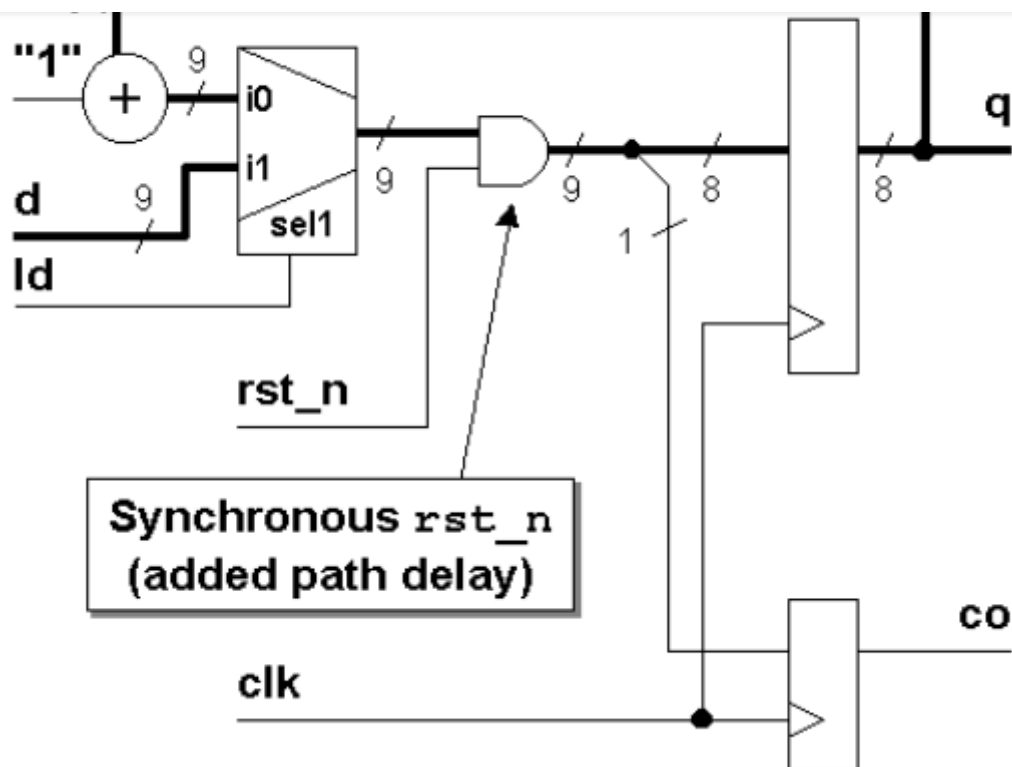 "1"
+
9
i0
i1
9
d
9
sel1
ld
9
8
1
8
q
rst_n
Synchronous rst_n
(added path delay)
co
clk